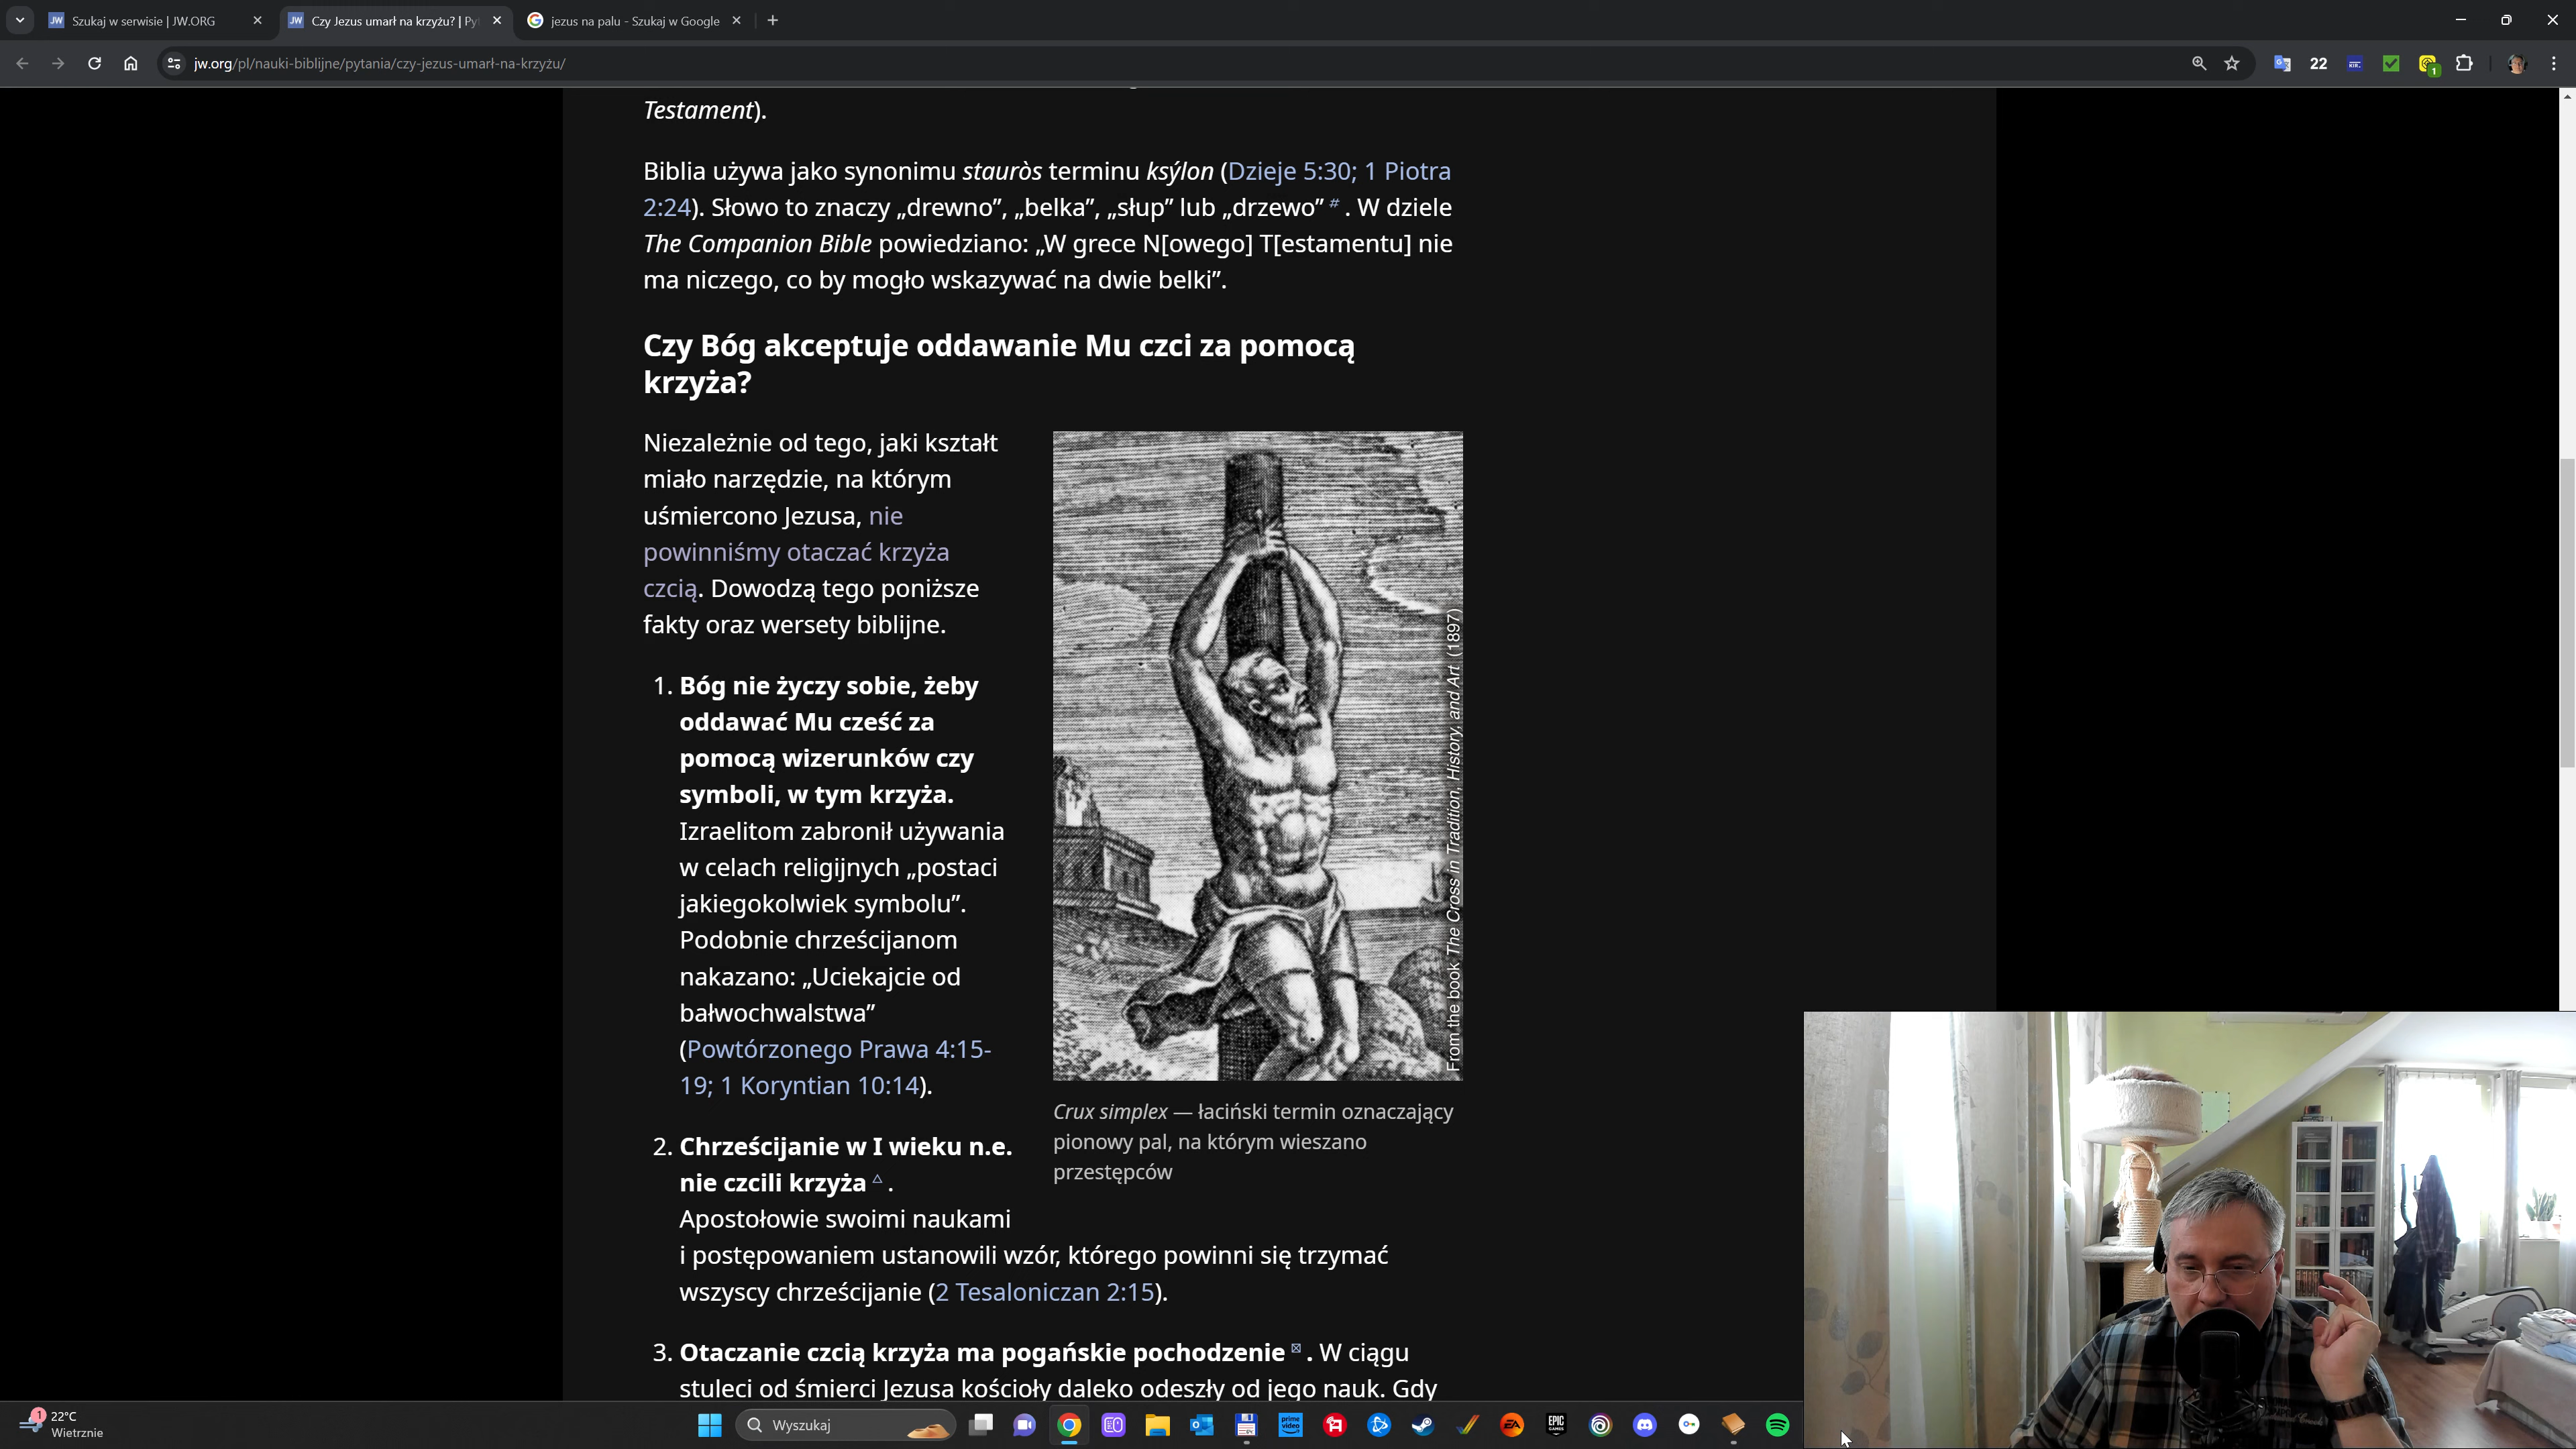 Szukaj w serwisie | JW.ORG
Czy Jezus umarł na krzyżu? | Py
jezus na palu - Szukaj w Google
jw.org/pl/nauki-biblijne/pytania/czy-jezus-umarł-na-krzyżu/
22
1
Testament).
Biblia używa jako synonimu stauròs terminu ksýlon (Dzieje 5:30; 1 Piotra
2:24). Słowo to znaczy „drewno”, „belka”, „słup” lub „drzewo” # . W dziele
The Companion Bible powiedziano: „W grece N[owego] T[estamentu] nie
ma niczego, co by mogło wskazywać na dwie belki”.
Czy Bóg akceptuje oddawanie Mu czci za pomocą
krzyża?
Niezależnie od tego, jaki kształt
miało narzędzie, na którym
uśmiercono Jezusa, nie
powinniśmy otaczać krzyża
czcią. Dowodzą tego poniższe
fakty oraz wersety biblijne.
1. Bóg nie życzy sobie, żeby
oddawać Mu cześć za
pomocą wizerunków czy
symboli, w tym krzyża.
Izraelitom zabronił używania
w celach religijnych „postaci
jakiegokolwiek symbolu”.
Podobnie chrześcijanom
nakazano: „Uciekajcie od
bałwochwalstwa”
(Powtórzonego Prawa 4:15-
19; 1 Koryntian 10:14).
From the book The Cross in Tradition, History, and Art (1897)
Crux simplex — łaciński termin oznaczający
pionowy pal, na którym wieszano
przestępców
2. Chrześcijanie w I wieku n.e.
nie czcili krzyża △ .
Apostołowie swoimi naukami
i postępowaniem ustanowili wzór, którego powinni się trzymać
wszyscy chrześcijanie (2 Tesaloniczan 2:15).
3. Otaczanie czcią krzyża ma pogańskie pochodzenie ⊠ . W ciągu
stuleci od śmierci Jezusa kościoły daleko odeszły od jego nauk. Gdy
1
22°C
Wietrznie
Wyszukaj
prime video
EA
EPIC GAMES